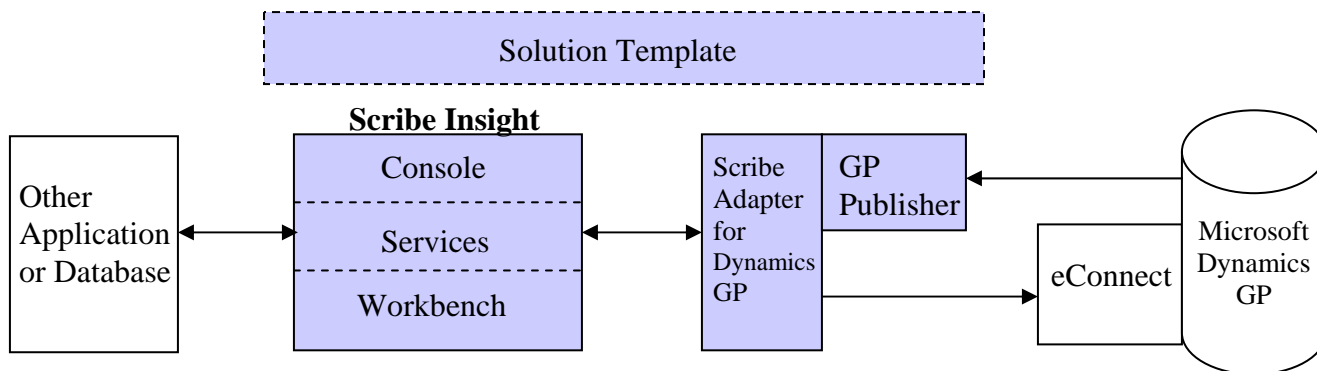 Solution Template
Scribe Insight
Other
Application
or Database
Console
Services
Workbench
Scribe
Adapter
for
Dynamics
GP
GP
Publisher
eConnect
Microsoft
Dynamics
GP